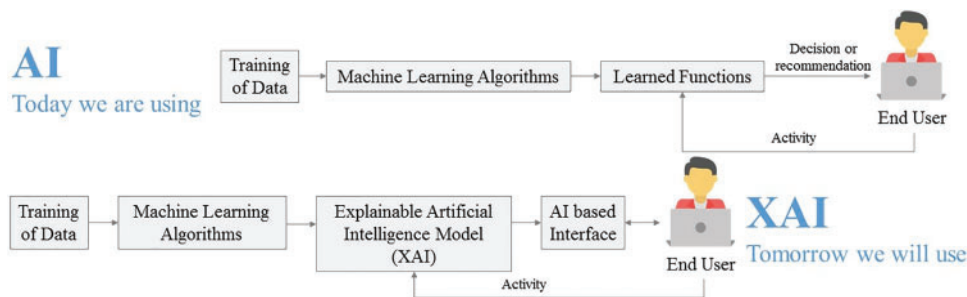 AI
Today we are using
Training
of Data
Machine Learning Algorithms
Learned Functions
Decision or
recommendation
End User
Activity
Training
of Data
Machine Learning
Algorithms
Explainable Artificial
Intelligence Model
(XAI)
AI based
Interface
End User
Activity
XAI
Tomorrow we will use